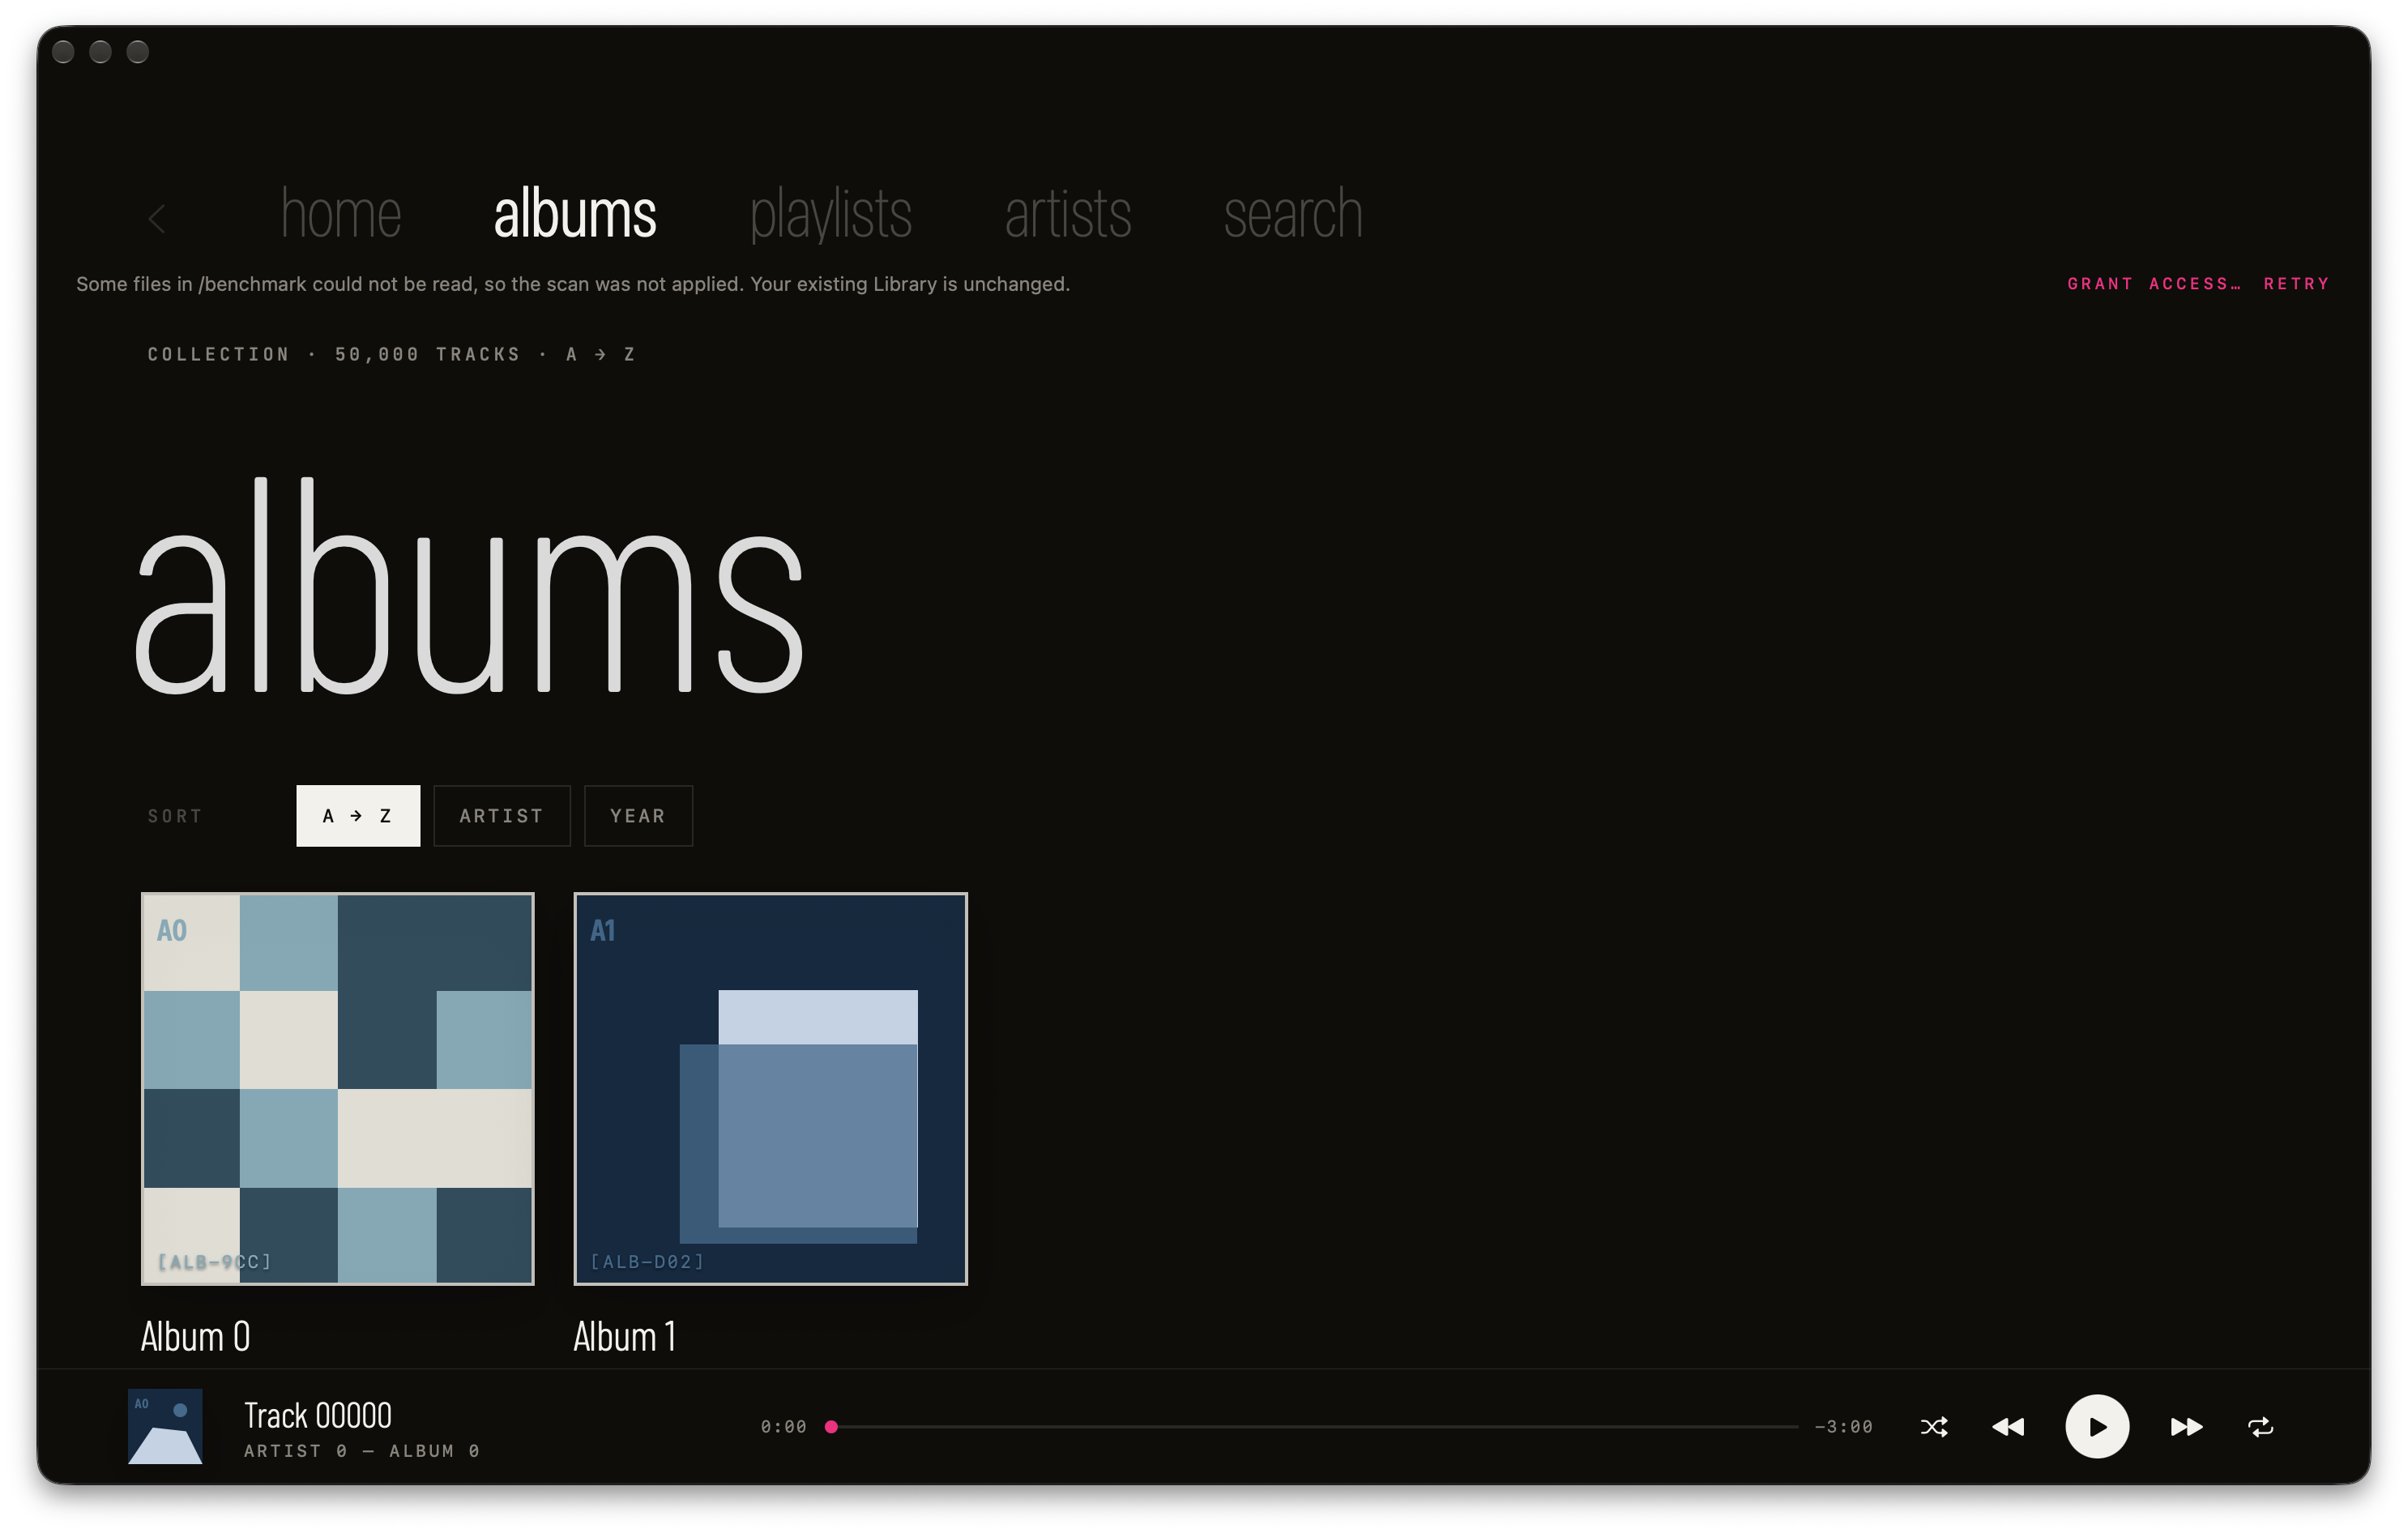 home albums playlists artists search
Some files in /benchmark could not be read, so the scan was not applied. Your existing Library is unchanged. GRANT ACCESS… RETRY
COLLECTION · 50,000 TRACKS · A → Z
albums
SORT A → Z ARTIST YEAR
A0 A1
[ALB—9CC] [ALB—D02]
Album 0 Album 1
A0
Track 00000
ARTIST 0 — ALBUM 0
0:00 —3:00